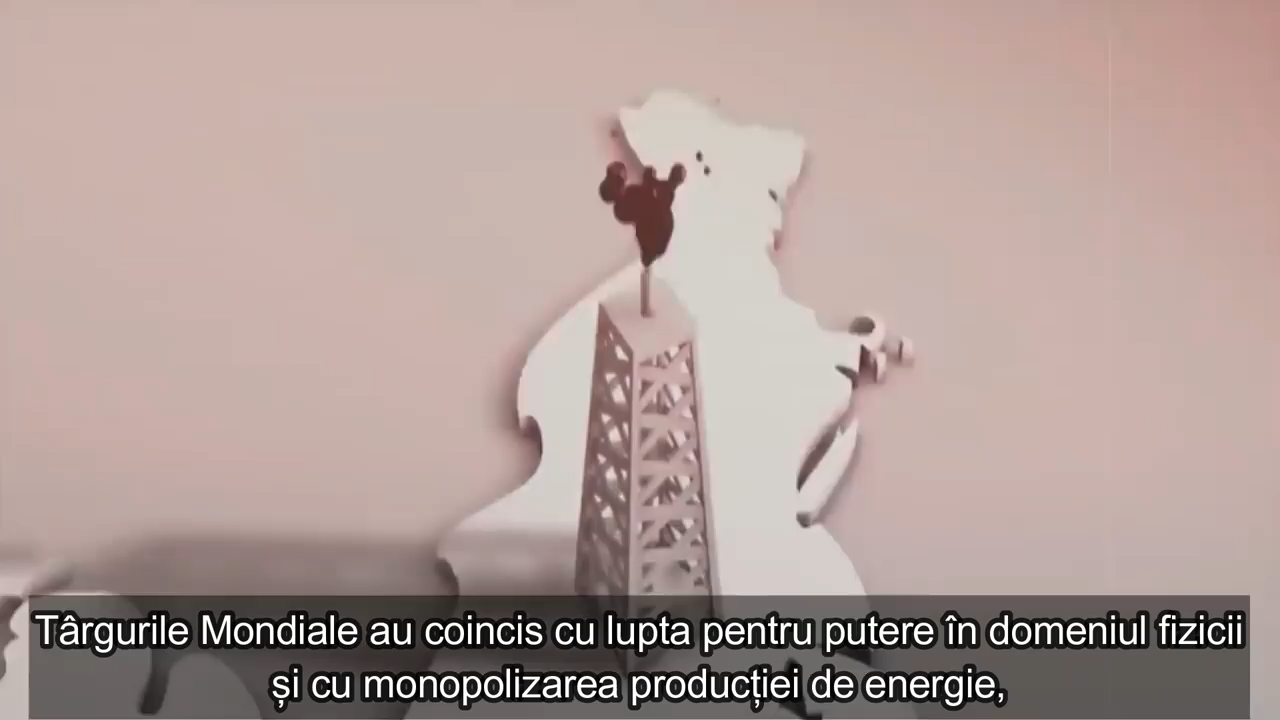 Târgurile Mondiale au coincis cu lupta pentru putere în domeniul fizicii
și cu monopolizarea producției de energie,